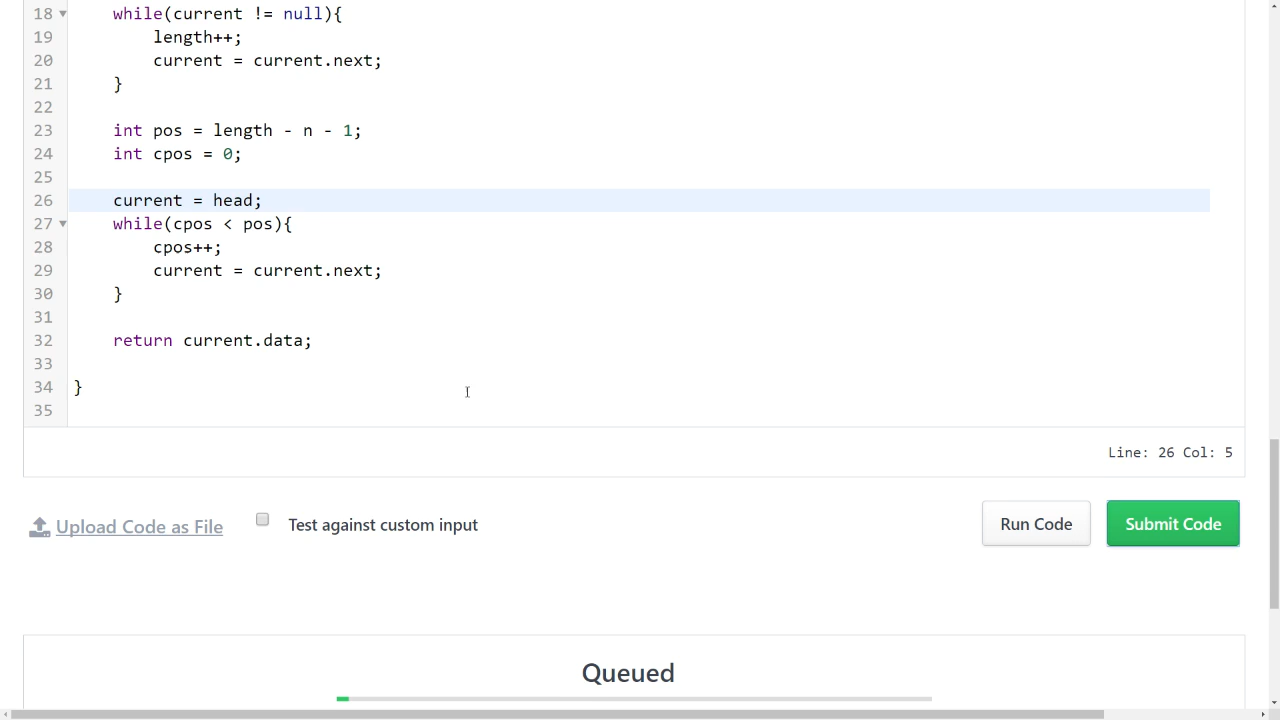 18 while(current != null){
19 length++;
20 current = current.next;
21 }
22
23 int pos = length - n - 1;
24 int cpos = 0;
25
26 current = head;
27 while(cpos < pos){
28 cpos++;
29 current = current.next;
30 }
31
32 return current.data;
33
34 }
35
Line: 26 Col: 5
Upload Code as File Test against custom input Run Code Submit Code
Queued